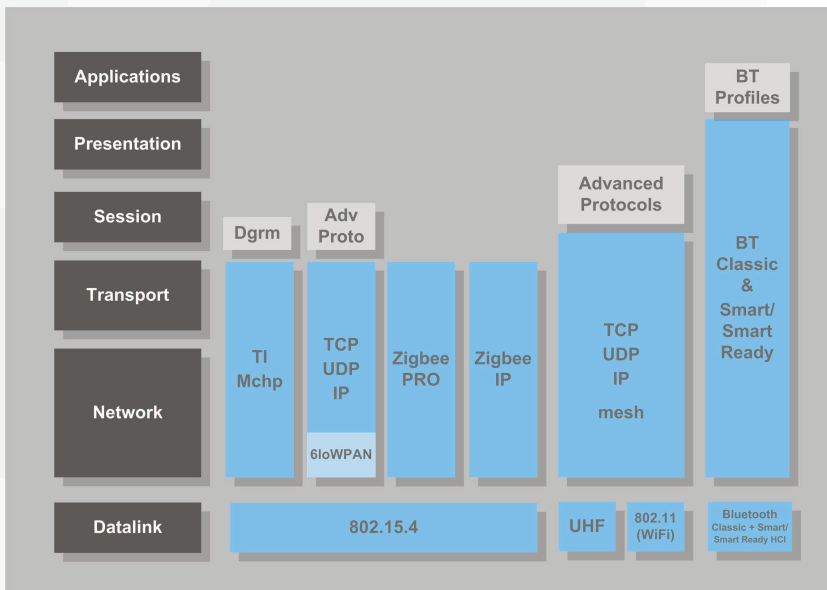 Applications
Presentation
Session
Transport
Network
Datalink
Dgrm
TI
Mchp
Adv
Proto
TCP
UDP
IP
6loWPAN
Zigbee
PRO
Zigbee
IP
802.15.4
Advanced
Protocols
TCP
UDP
IP
mesh
UHF
802.11
(WiFi)
BT
Profiles
BT
Classic
&
Smart/
Smart
Ready
Bluetooth
Classic + Smart/
Smart Ready HCI